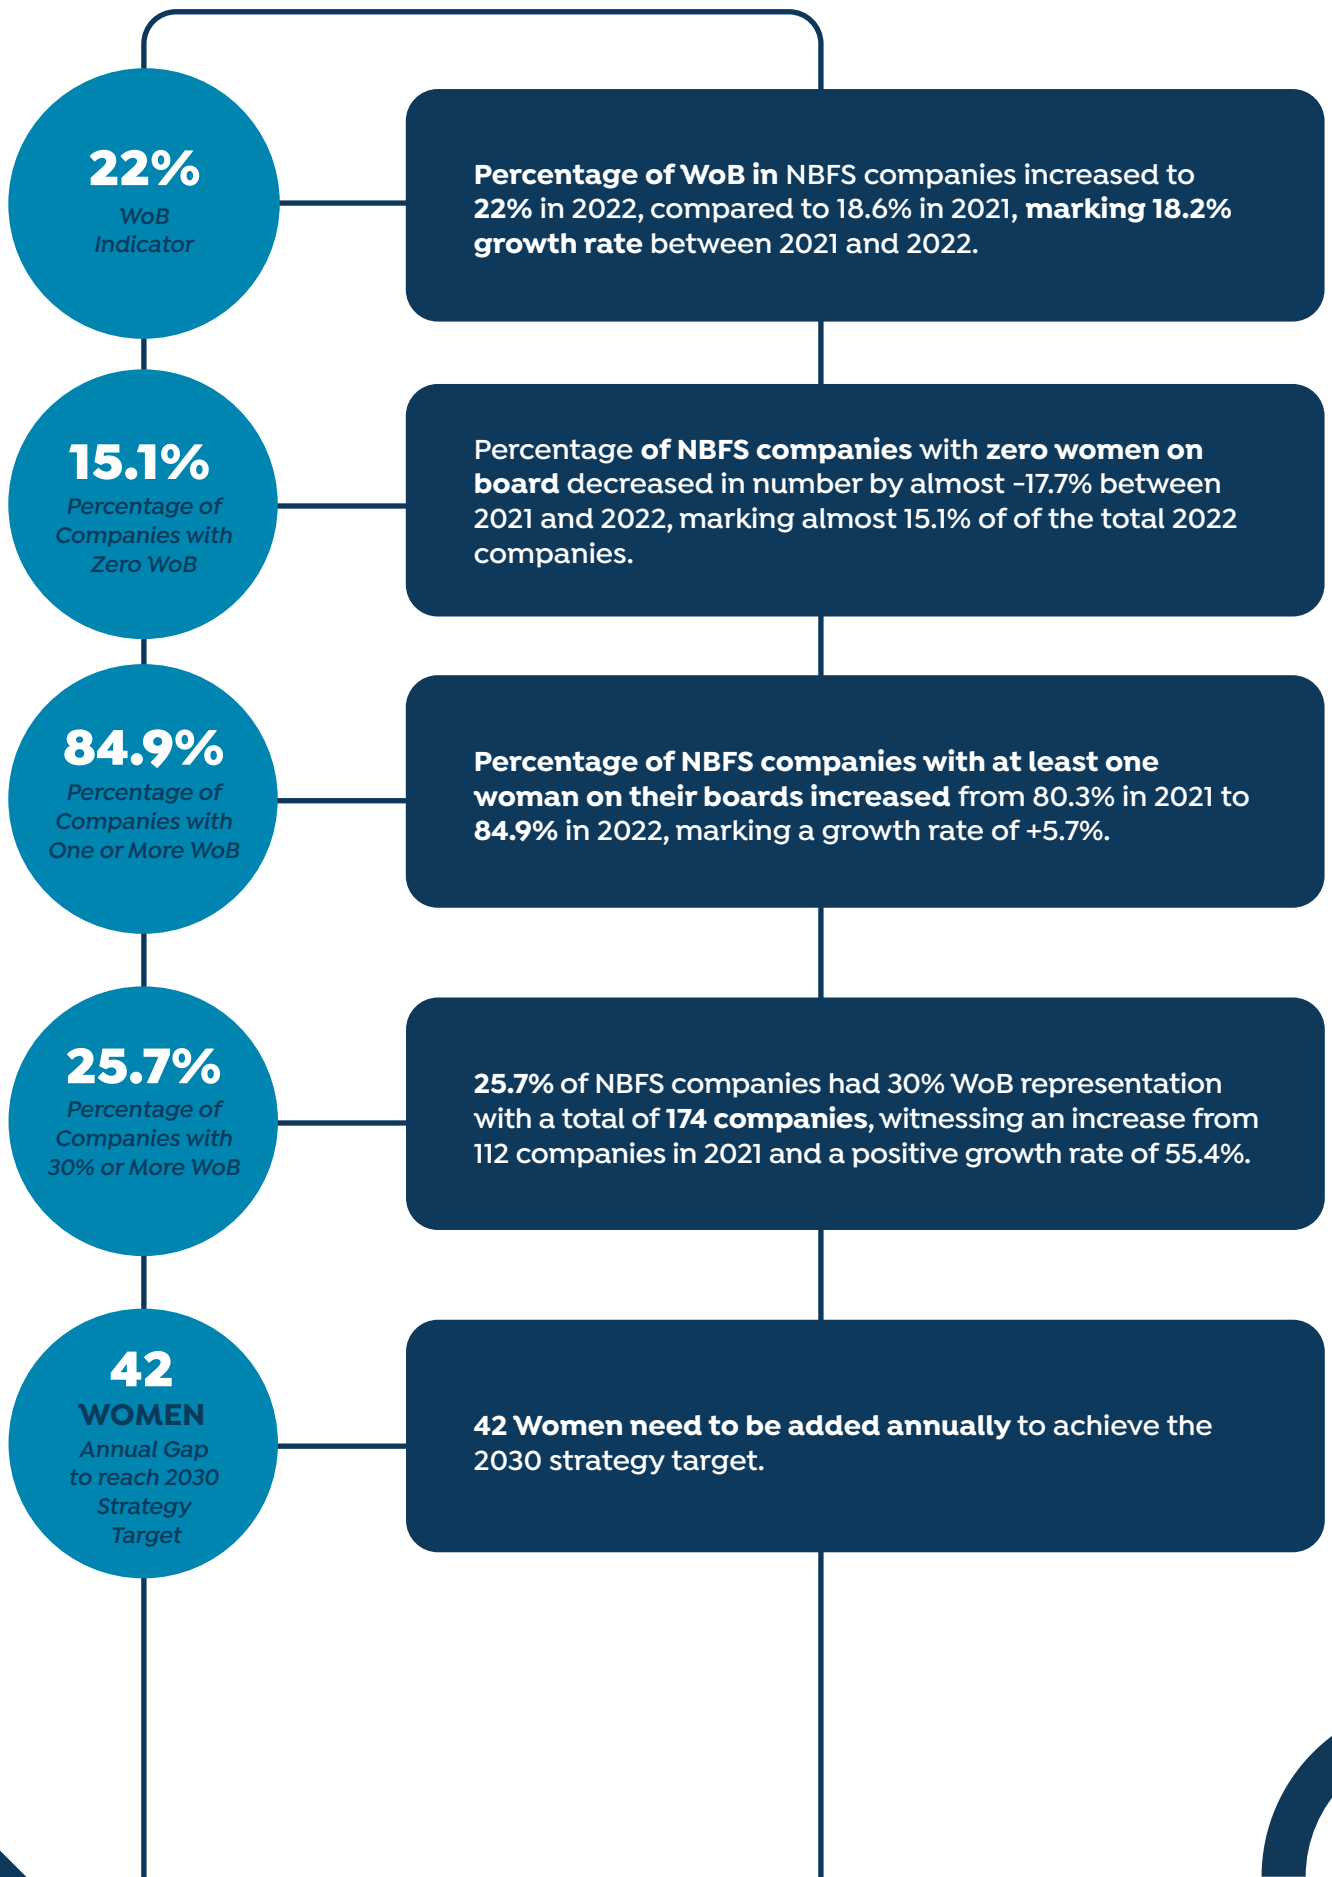 22%
WoB
Indicator
Percentage of WoB in NBFS companies increased to
22% in 2022, compared to 18.6% in 2021, marking 18.2%
growth rate between 2021 and 2022.
15.1%
Percentage of
Companies with
Zero WoB
Percentage of NBFS companies with zero women on
board decreased in number by almost -17.7% between
2021 and 2022, marking almost 15.1% of of the total 2022
companies.
84.9%
Percentage of
Companies with
One or More WoB
Percentage of NBFS companies with at least one
woman on their boards increased from 80.3% in 2021 to
84.9% in 2022, marking a growth rate of +5.7%.
25.7%
Percentage of
Companies with
30% or More WoB
25.7% of NBFS companies had 30% WoB representation
with a total of 174 companies, witnessing an increase from
112 companies in 2021 and a positive growth rate of 55.4%.
42
WOMEN
Annual Gap
to reach 2030
Strategy
Target
42 Women need to be added annually to achieve the
2030 strategy target.